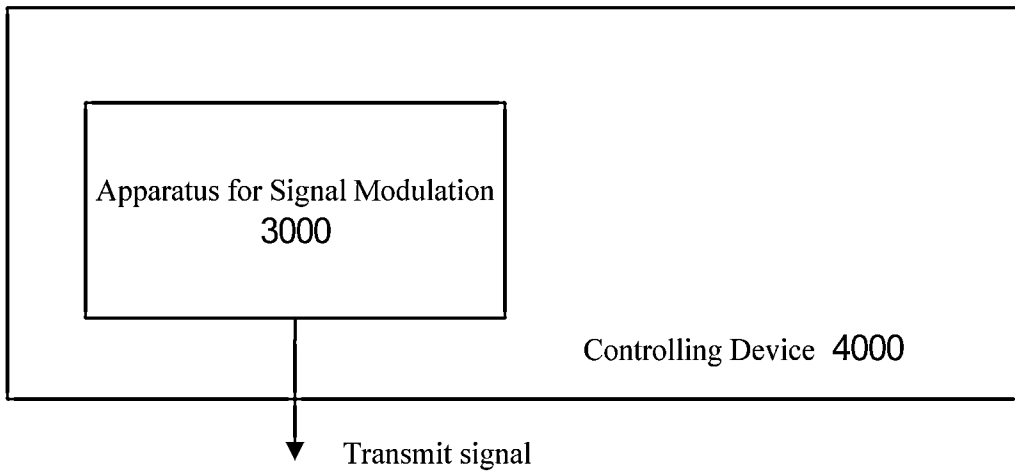 Apparatus for Signal Modulation
3000
Controlling Device 4000
Transmit signal